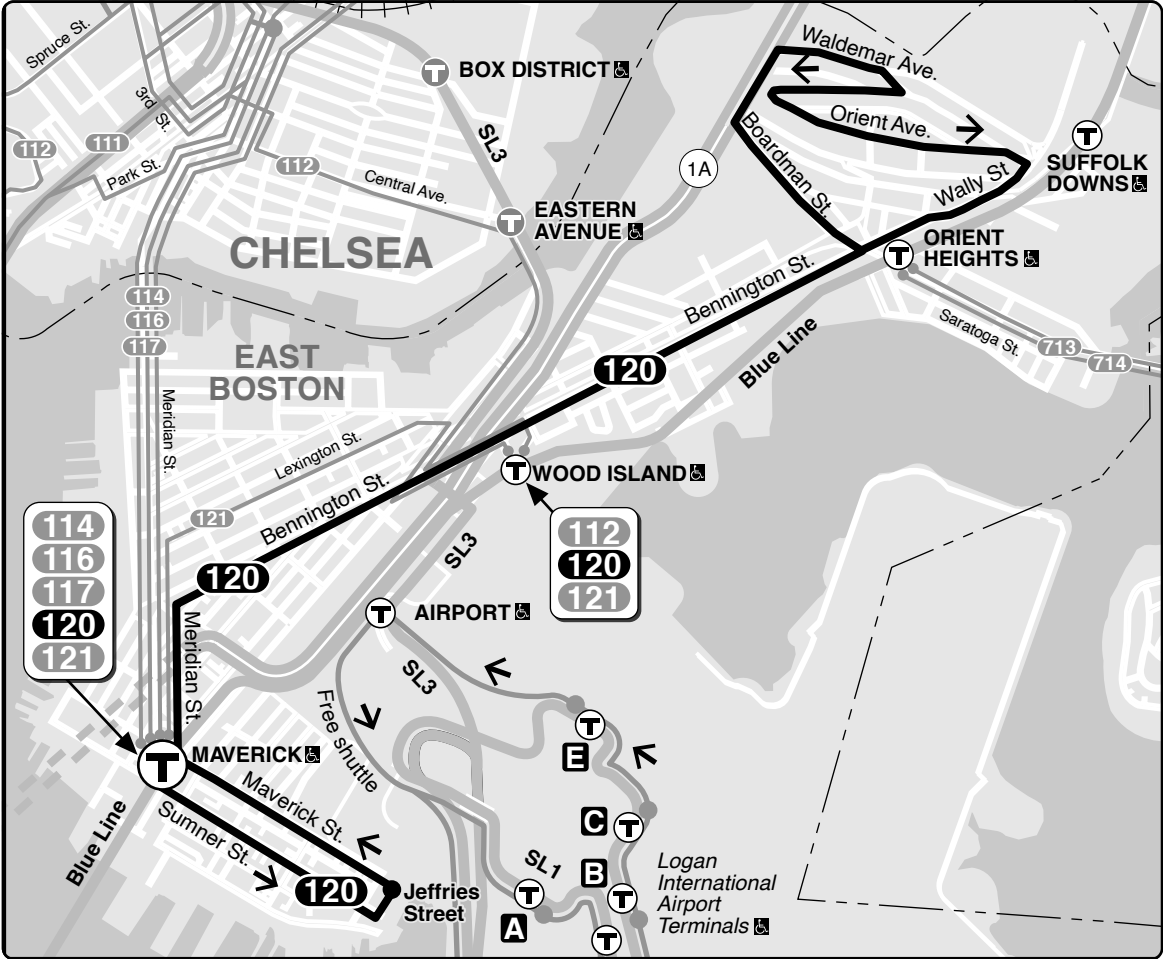 Spruce St.
3rd St.
112
111
Park St.
BOX DISTRICT
SL3
112
Central Ave.
EASTERN
AVENUE
CHELSEA
1A
Waldemar Ave.
Orient Ave.
Boardman St.
Wally St
SUFFOLK
DOWNS
ORIENT
HEIGHTS
Saratoga St.
713
714
114
116
117
EAST
BOSTON
Bennington St.
Blue Line
120
Meridian St.
Lexington St.
121
Bennington St.
WOOD ISLAND
112
120
121
SL3
114
116
117
120
121
120
Meridian St.
AIRPORT
SL3
Free shuttle
MAVERICK
Maverick St.
Sumner St.
Blue Line
120
Jeffries
Street
E
C
B
SL1
A
Logan
International
Airport
Terminals
T
T
T
T
T
T
T
T
T
T
T
T
T